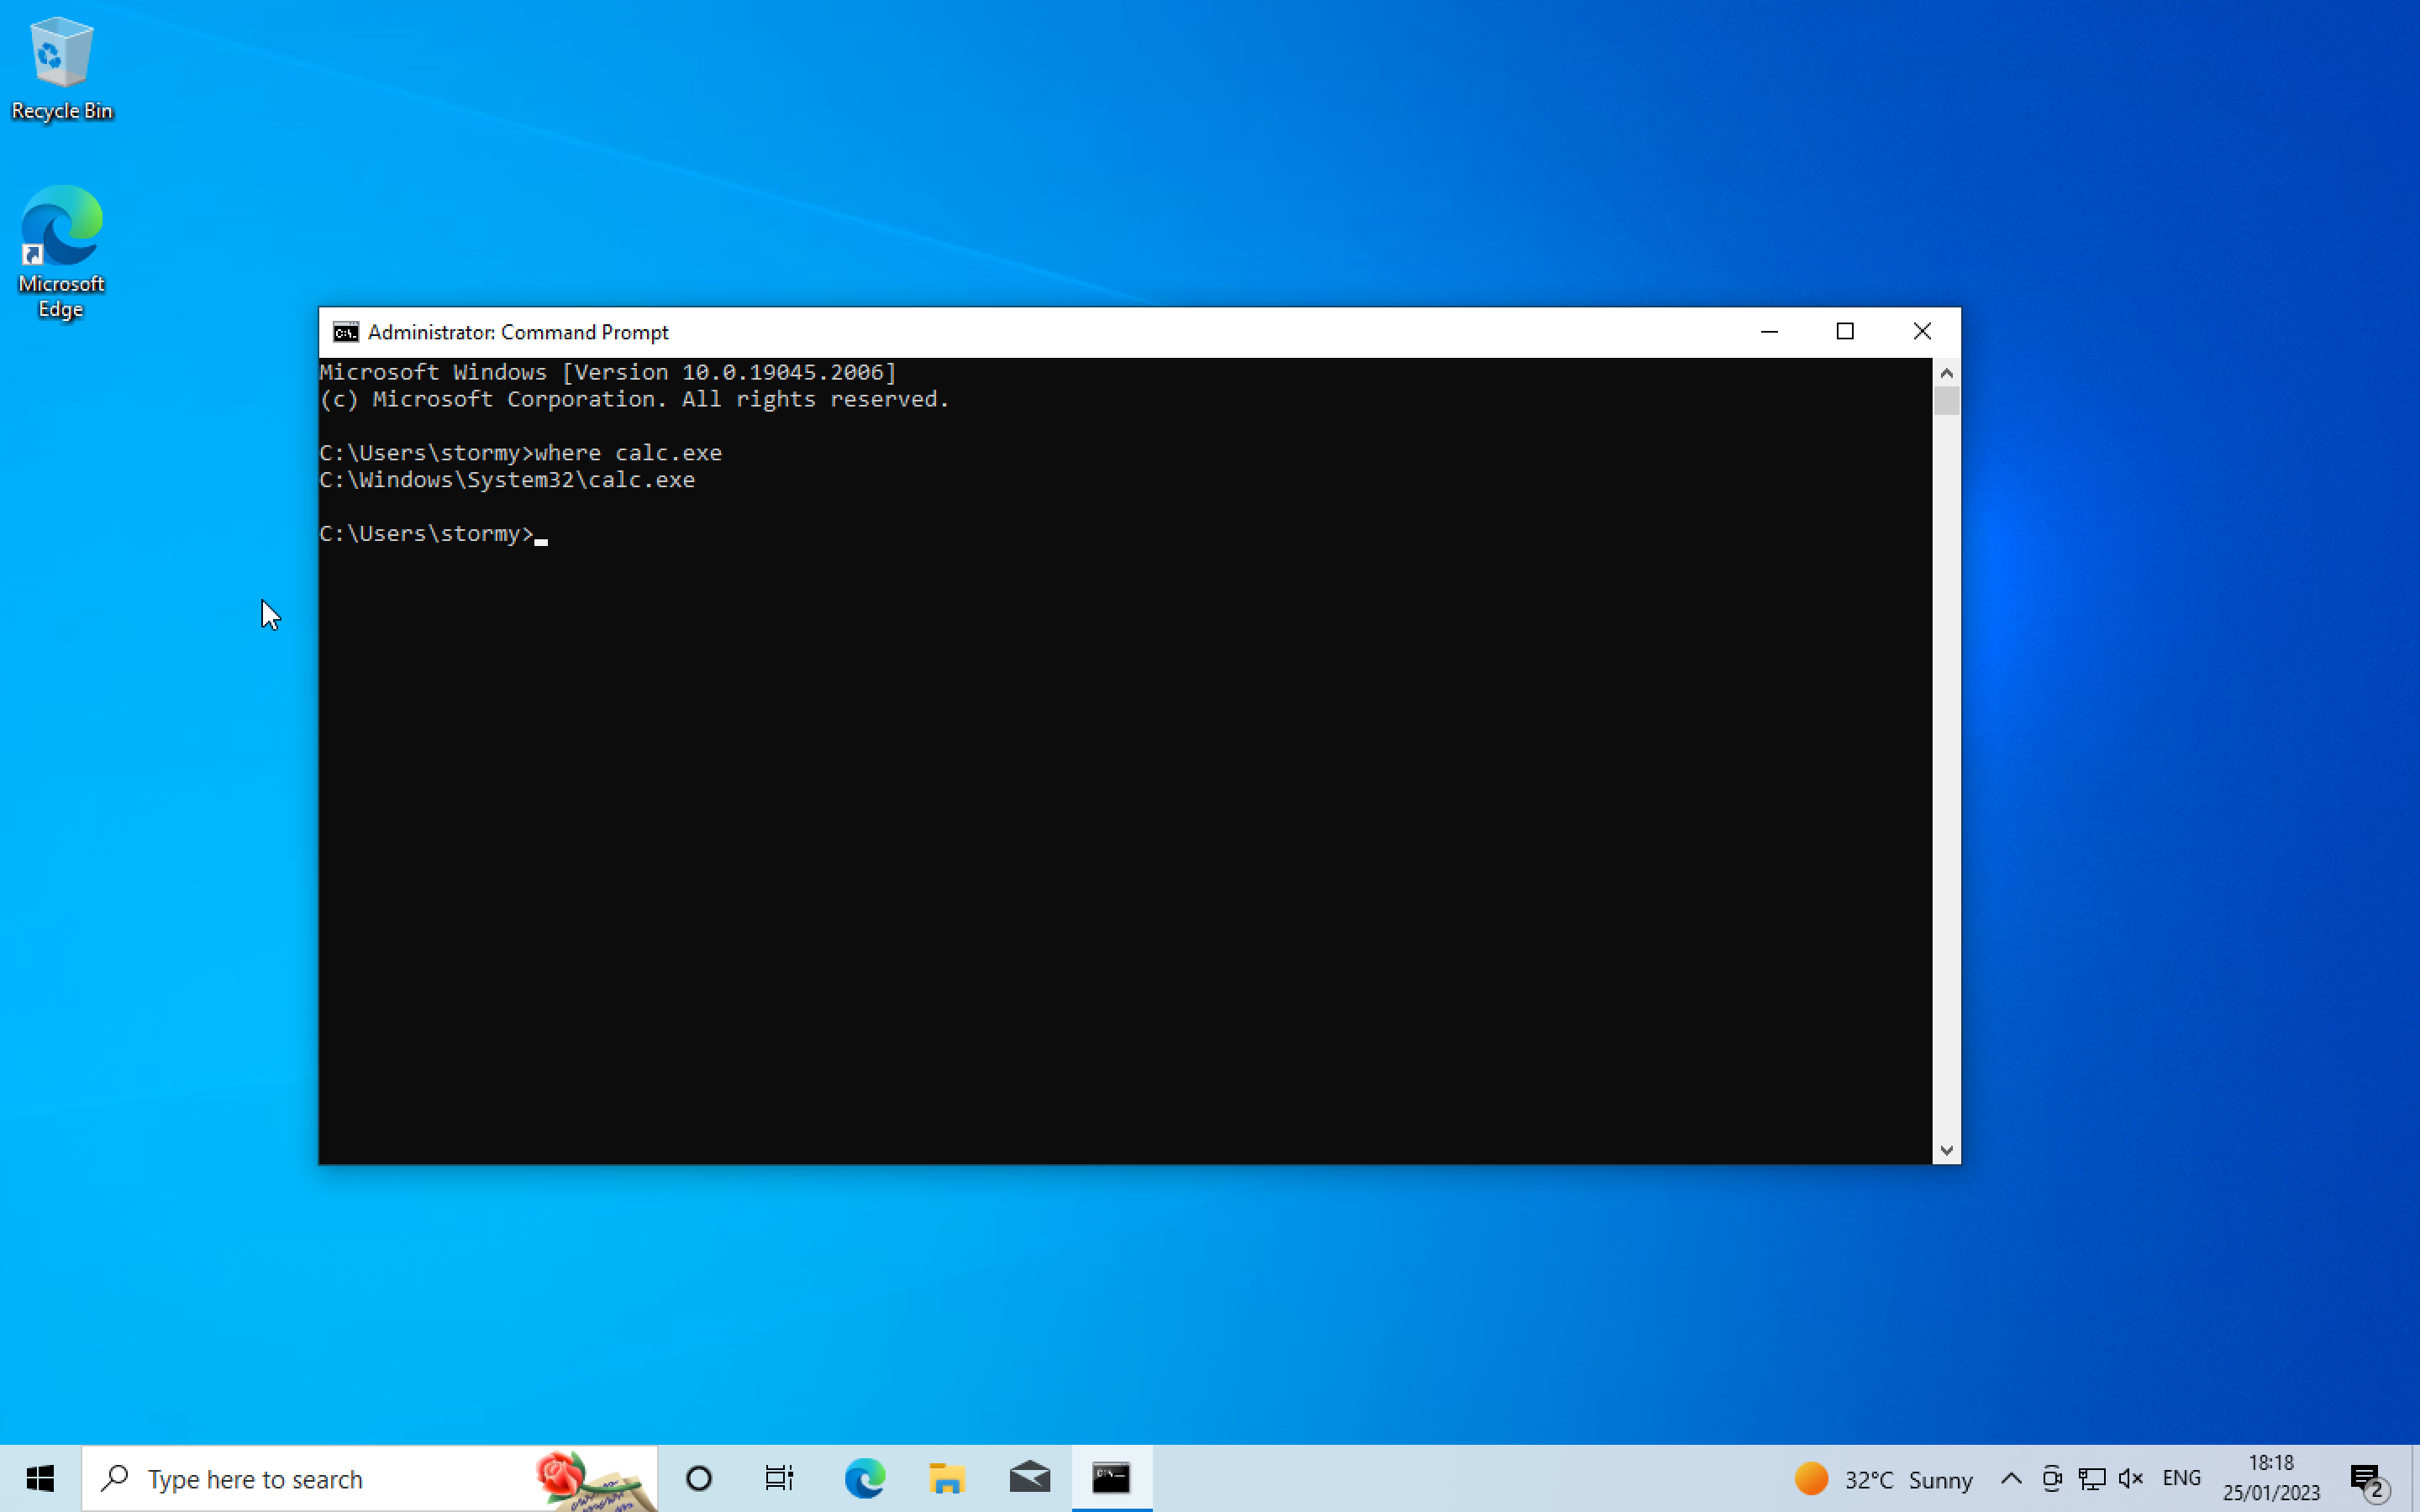 Recycle Bin
Microsoft
Edge
Administrator: Command Prompt
Microsoft Windows [Version 10.0.19045.2006]
(c) Microsoft Corporation. All rights reserved.
C:\Users\stormy>where calc.exe
C:\Windows\System32\calc.exe
C:\Users\stormy>
Type here to search
32°C Sunny
ENG
18:18
25/01/2023
2